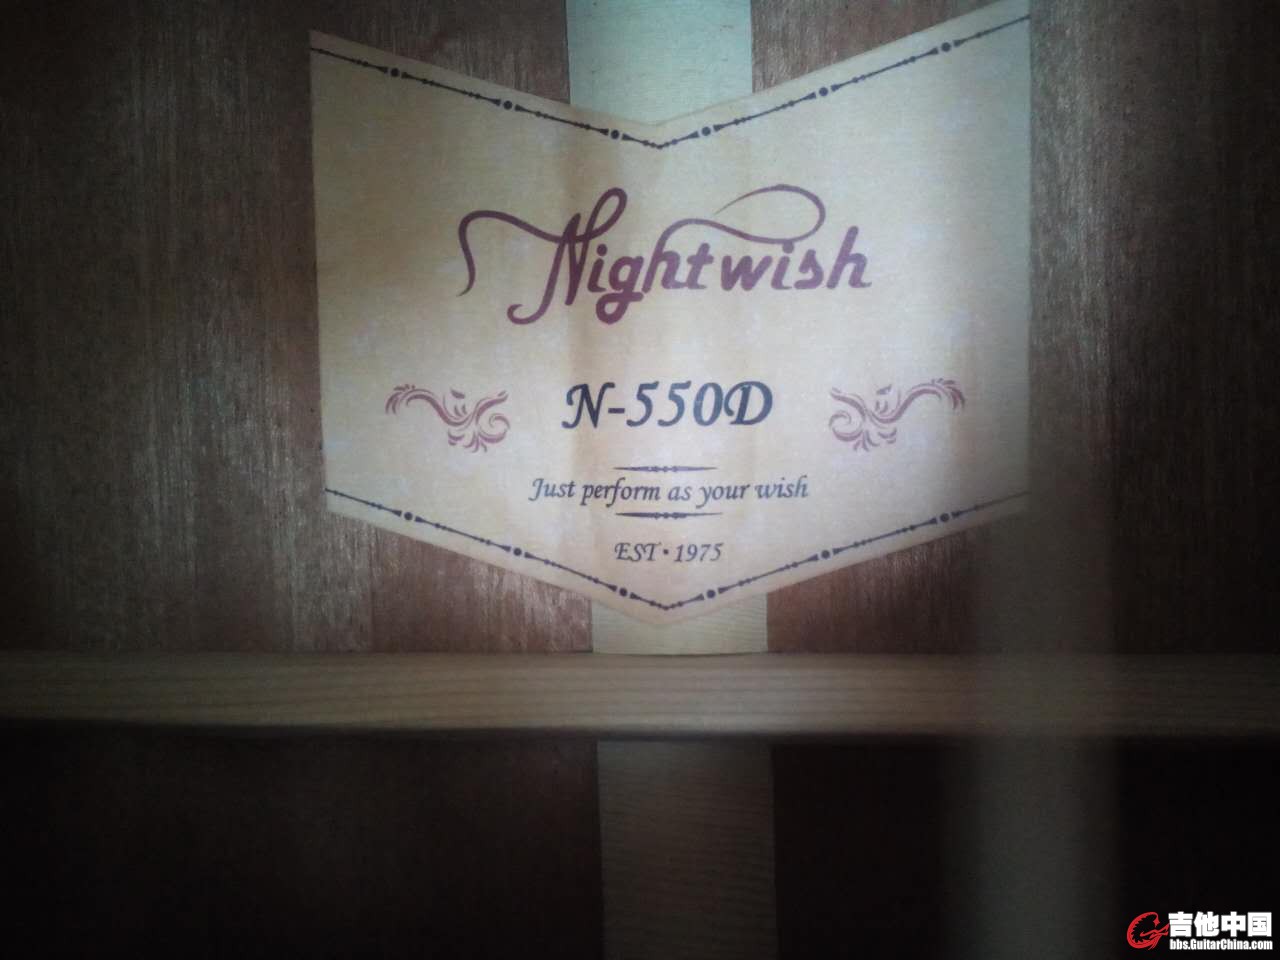 Nightwish
N-550D
Just perform as your wish
EST·1975
吉他中国
bbs.GuitarChina.com